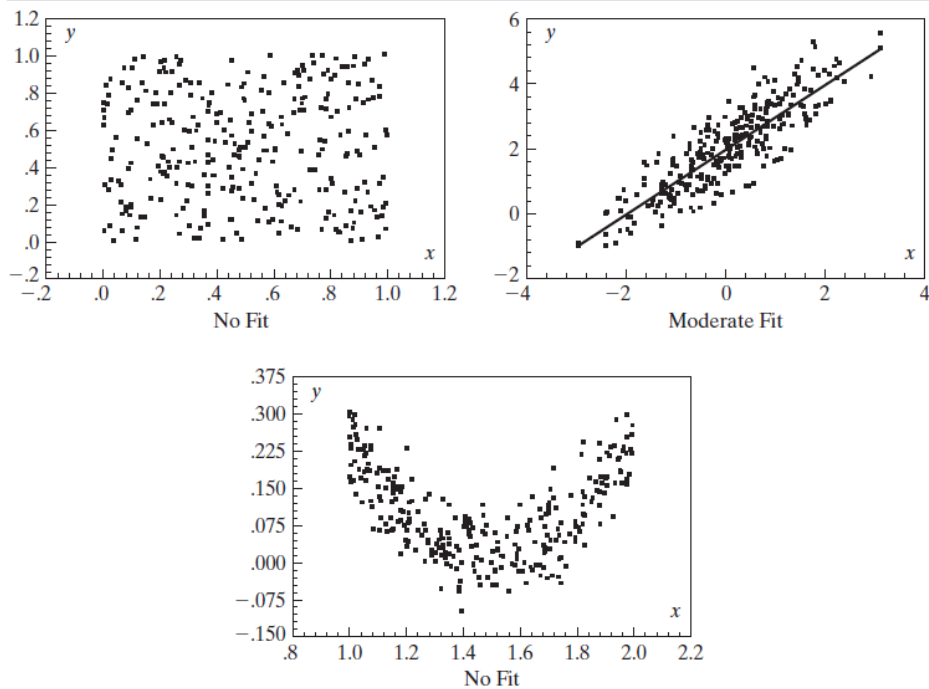 1.2
y
1.0
.8
.6
.4
.2
.0
x
−.2
−.2 .0 .2 .4 .6 .8 1.0 1.2
No Fit
6
y
4
2
0
x
−2
−4 −2 0 2 4
Moderate Fit
.375
y
.300
.225
.150
.075
.000
−.075
x
−.150
.8 1.0 1.2 1.4 1.6 1.8 2.0 2.2
No Fit